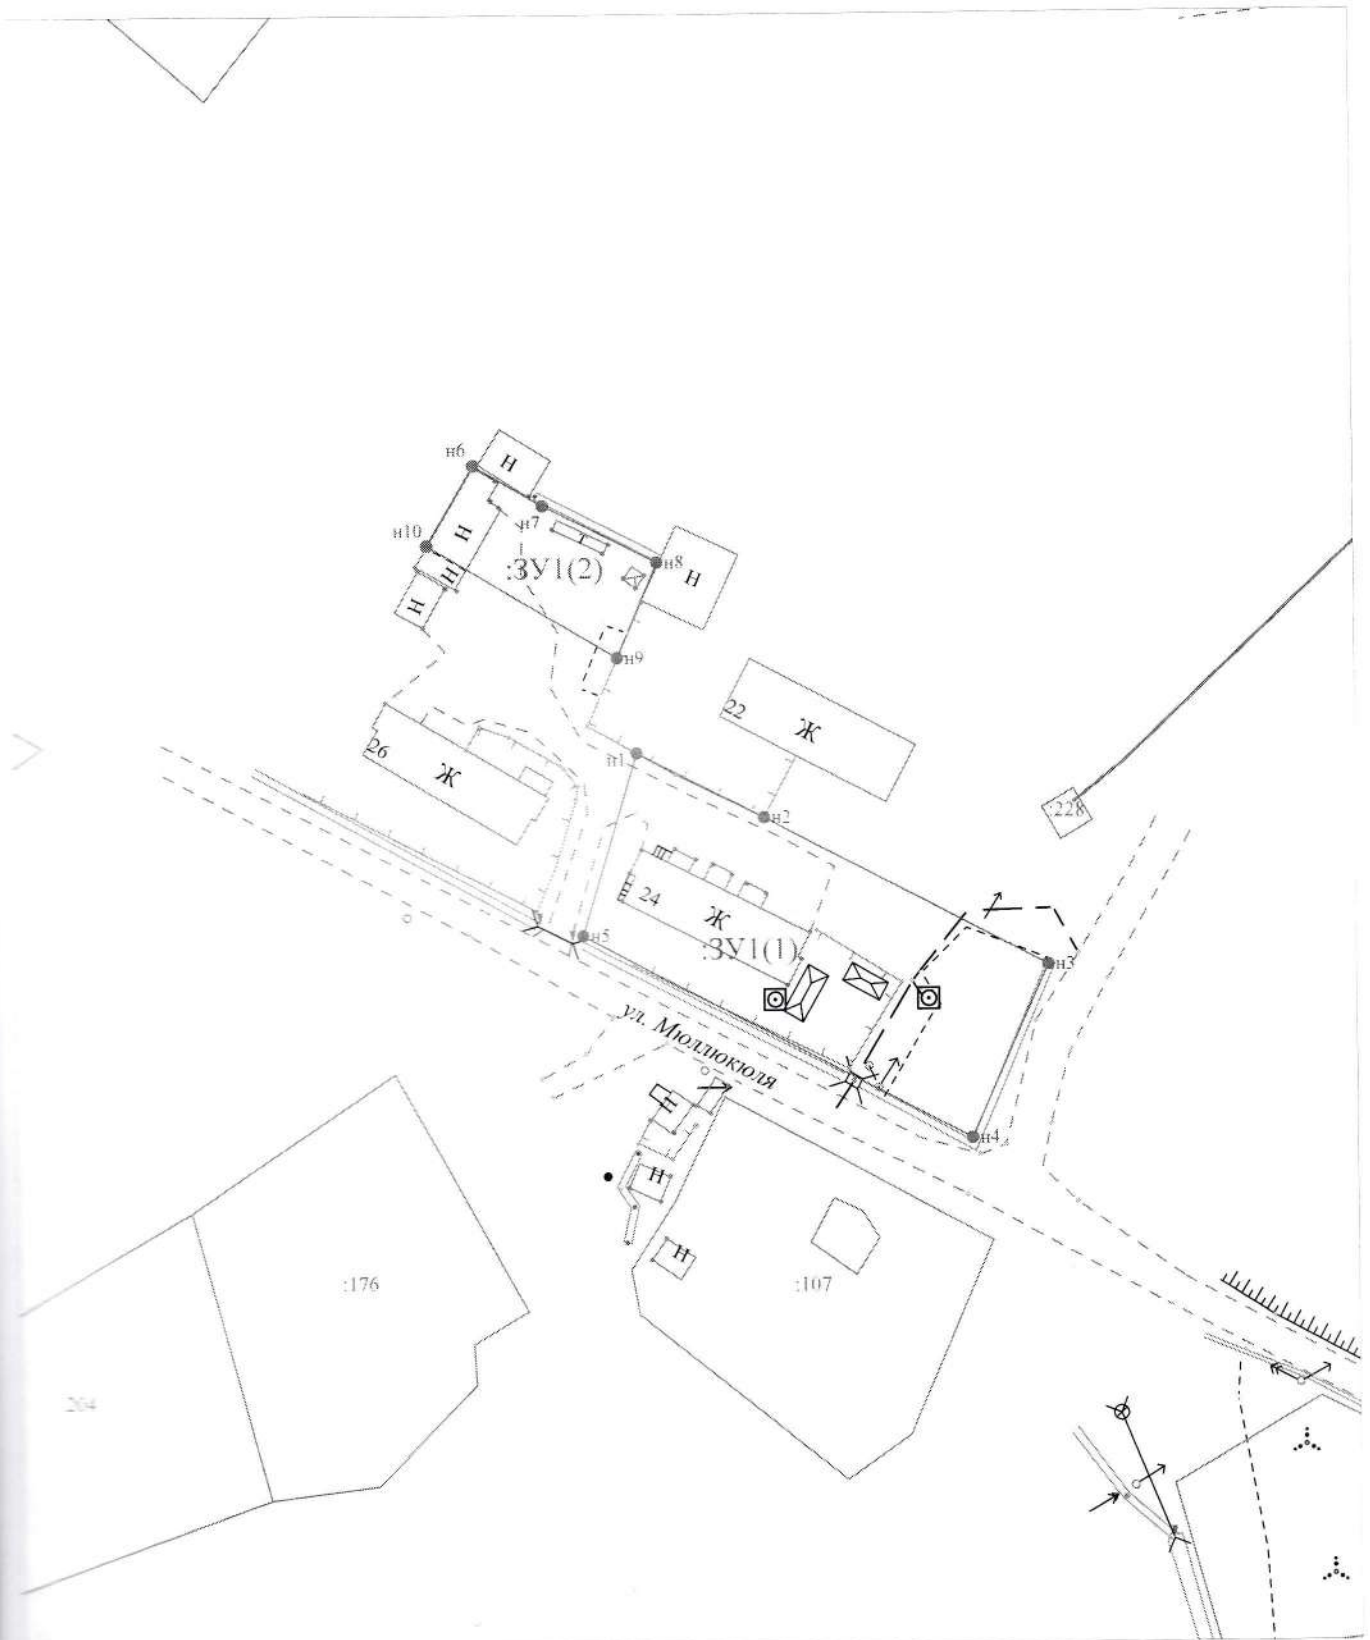 н6
Н
н7
н10
Н
:ЗУ1(2)
н8
Н
Н
Н
н9
22
Ж
26
Ж
н1
н2
:228
24
Ж
:ЗУ1(1)
н3
н5
ул. Мюллюкюля
н4
Н
Н
:176
:107
204